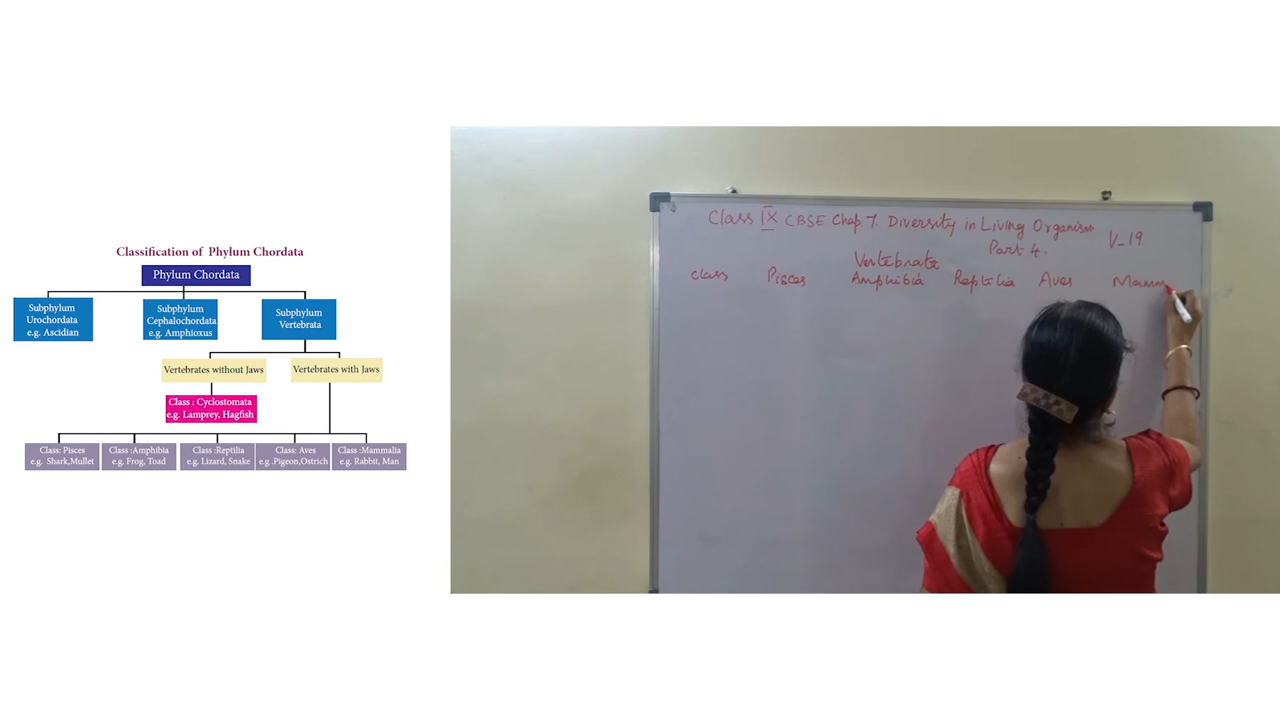 Classification of Phylum Chordata
Phylum Chordata
Subphylum
Urochordata
e.g. Ascidian
Subphylum
Cephalochordata
e.g. Amphioxus
Subphylum
Vertebrata
Vertebrates without Jaws
Vertebrates with Jaws
Class : Cyclostomata
e.g. Lamprey, Hagfish
Class: Pisces
e.g. Shark,Mullet
Class :Amphibia
e.g. Frog, Toad
Class :Reptilia
e.g. Lizard, Snake
Class: Aves
e.g .Pigeon,Ostrich
Class :Mammalia
e.g. Rabbit, Man
Class IX CBSE Chap 7. Diversity in Living Organism
Part 4.
V_19
Vertebrate
class Pisces Amphibia Reptilia Aves Mamm